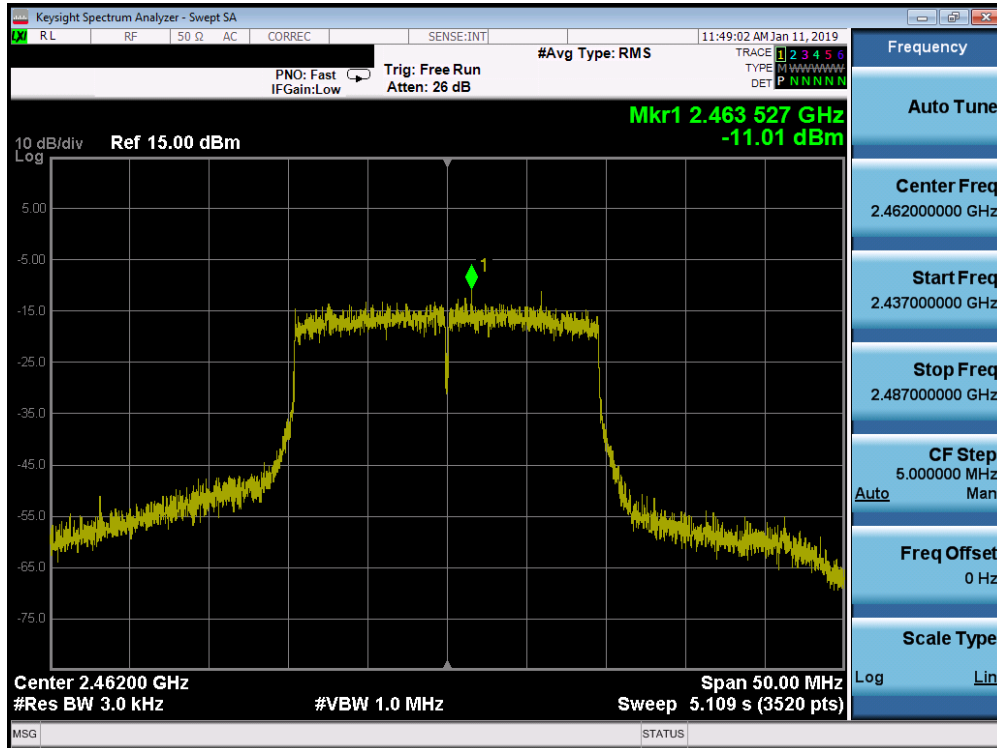 Keysight Spectrum Analyzer - Swept SA
LXI RL RF 50 Ω AC CORREC SENSE:INT 11:49:02 AM Jan 11, 2019
PNO: Fast
IFGain:Low
Trig: Free Run
Atten: 26 dB
#Avg Type: RMS
TRACE 1 2 3 4 5 6
TYPE M WWWWW
DET P N N N N N
Mkr1 2.463 527 GHz
-11.01 dBm
10 dB/div
Log
Ref 15.00 dBm
5.00
-5.00
-15.0
-25.0
-35.0
-45.0
-55.0
-65.0
-75.0
1
Center 2.46200 GHz
#Res BW 3.0 kHz
#VBW 1.0 MHz
Span 50.00 MHz
Sweep 5.109 s (3520 pts)
MSG
STATUS
Frequency
Auto Tune
Center Freq
2.462000000 GHz
Start Freq
2.437000000 GHz
Stop Freq
2.487000000 GHz
CF Step
5.000000 MHz
Auto Man
Freq Offset
0 Hz
Scale Type
Log Lin